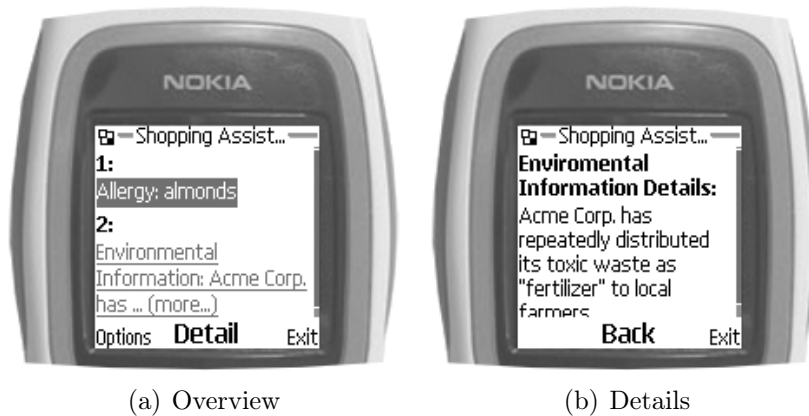 NOKIA
Shopping Assist...
1:
Allergy: almonds
2:
Environmental
Information: Acme Corp.
has ... (more...)
Options Detail Exit
(a) Overview
NOKIA
Shopping Assist...
Enviromental
Information Details:
Acme Corp. has
repeatedly distributed
its toxic waste as
"fertilizer" to local
farmers
Back Exit
(b) Details